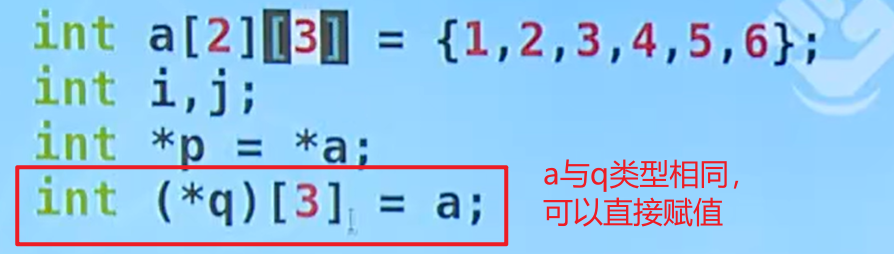 int a[2][3] = {1,2,3,4,5,6};
int i,j;
int *p = *a;
int (*q)[3] = a;
a与q类型相同，
可以直接赋值